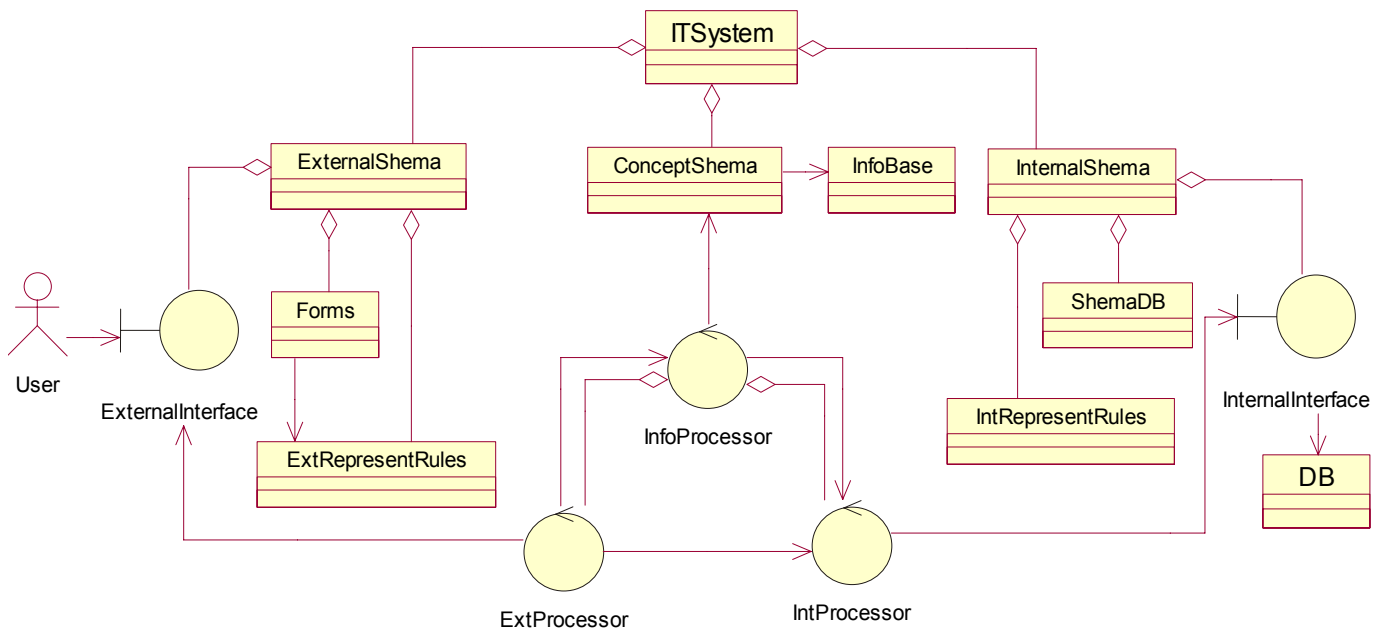 ITSystem
ExternalShema
ConceptShema
InfoBase
InternalShema
Forms
ShemaDB
User
ExternalInterface
InfoProcessor
IntRepresentRules
InternalInterface
ExtRepresentRules
DB
ExtProcessor
IntProcessor